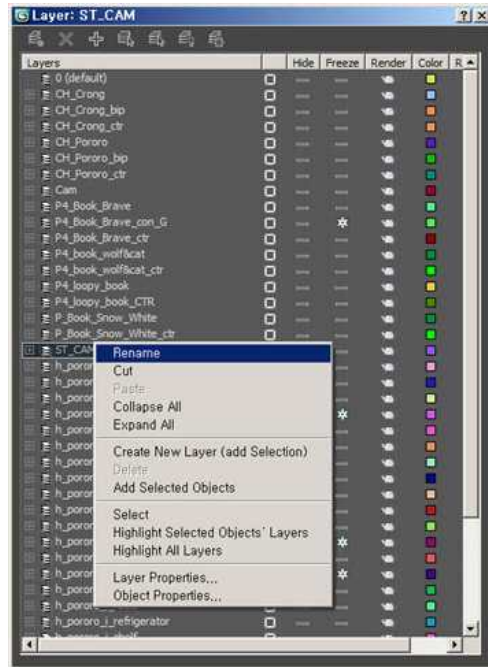 Layer: ST_CAM
Layers Hide Freeze Render Color R
0 (default)
CH_Crong
CH_Crong_bip
CH_Crong_ctr
CH_Pororo
CH_Pororo_bip
CH_Pororo_ctr
Cam
P4_Book_Brave
P4_Book_Brave_con_G
P4_Book_Brave_ctr
P4_book_wolf&cat
P4_book_wolf&cat_ctr
P4_loopy_book
P4_loopy_book_CTR
P_Book_Snow_White
P_Book_Snow_White_ctr
ST_CAM
Rename
Cut
Paste
Collapse All
Expand All
Create New Layer (add Selection)
Delete
Add Selected Objects
Select
Highlight Selected Objects' Layers
Highlight All Layers
Layer Properties...
Object Properties...
h_pororo_i_refrigerator